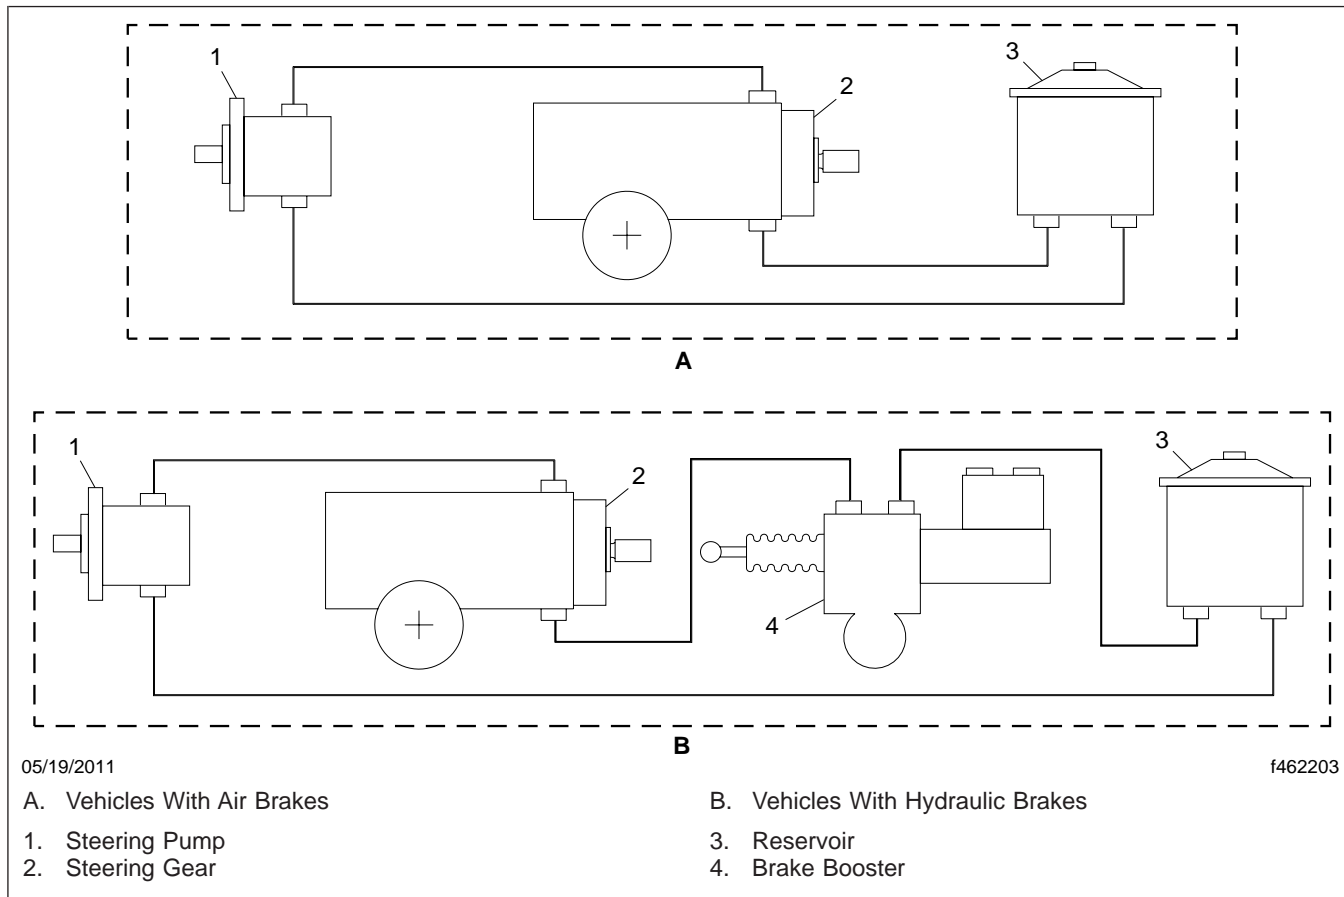 1
2
3
A
1
2
3
4
B
05/19/2011
f462203
A. Vehicles With Air Brakes
B. Vehicles With Hydraulic Brakes
1. Steering Pump
2. Steering Gear
3. Reservoir
4. Brake Booster